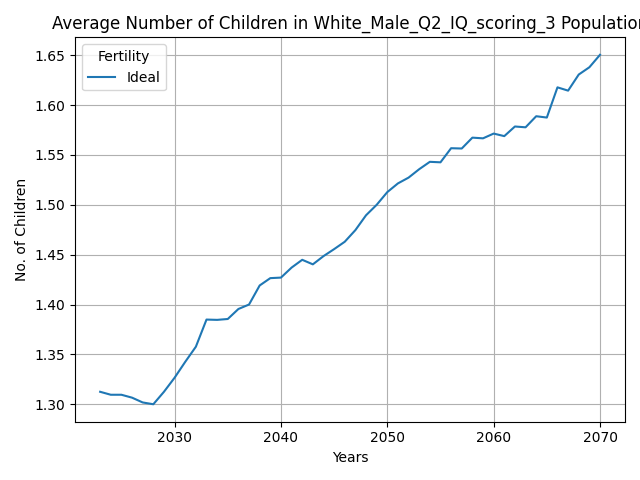 Average Number of Children in White_Male_Q2_IQ_scoring_3 Population
Fertility
Ideal
No. of Children
1.65
1.60
1.55
1.50
1.45
1.40
1.35
1.30
2030 2040 2050 2060 2070
Years